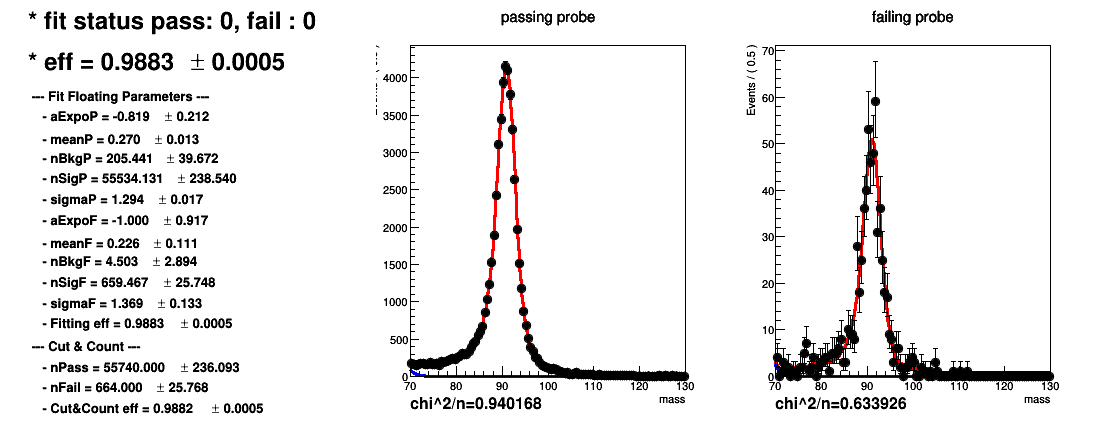 * fit status pass: 0, fail : 0
* eff = 0.9883 ± 0.0005
--- Fit Floating Parameters ---
- aExpoP = -0.819 ± 0.212
- meanP = 0.270 ± 0.013
- nBkgP = 205.441 ± 39.672
- nSigP = 55534.131 ± 238.540
- sigmaP = 1.294 ± 0.017
- aExpoF = -1.000 ± 0.917
- meanF = 0.226 ± 0.111
- nBkgF = 4.503 ± 2.894
- nSigF = 659.467 ± 25.748
- sigmaF = 1.369 ± 0.133
- Fitting eff = 0.9883 ± 0.0005
--- Cut & Count ---
- nPass = 55740.000 ± 236.093
- nFail = 664.000 ± 25.768
- Cut&Count eff = 0.9882 ± 0.0005
passing probe
4000
3500
3000
2500
2000
1500
1000
500
0
70 80 90 100 110 120 130
mass
chi^2/n=0.940168
failing probe
Events / ( 0.5 )
70
60
50
40
30
20
10
0
70 80 90 100 110 120 130
mass
chi^2/n=0.633926